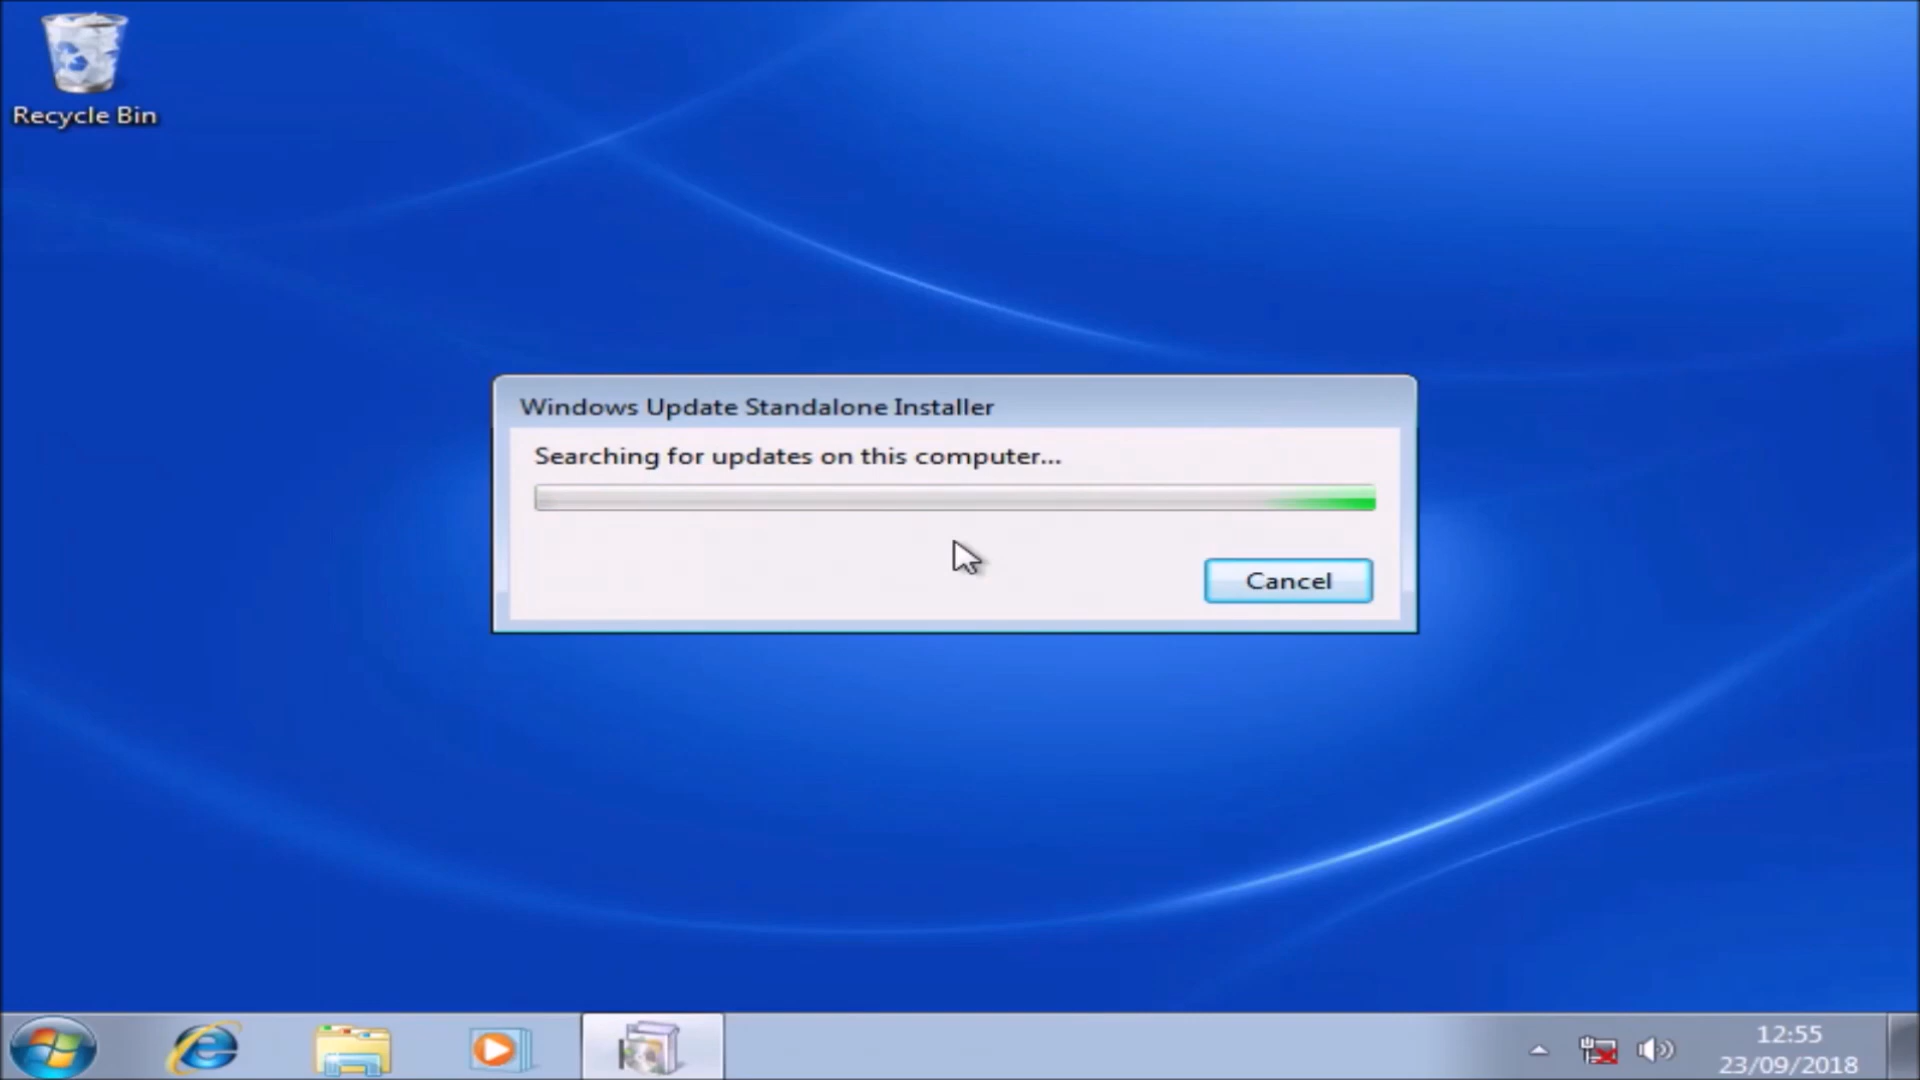 Recycle Bin
Windows Update Standalone Installer
Searching for updates on this computer...
Cancel
12:55
23/09/2018